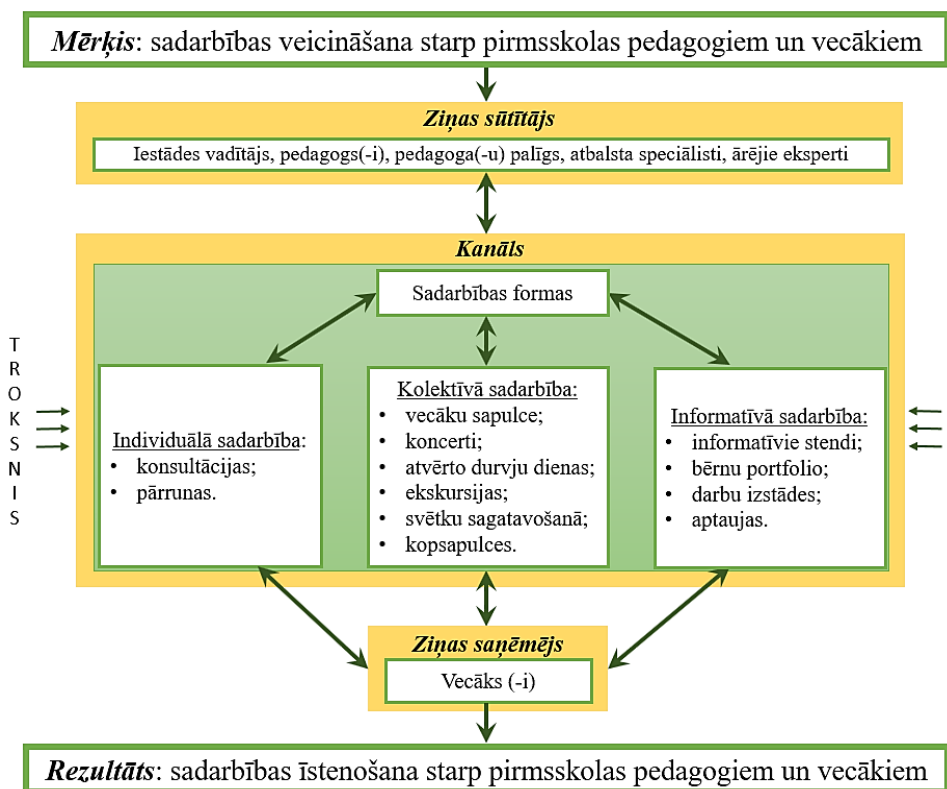 Mērķis: sadarbības veicināšana starp pirmsskolas pedagogiem un vecākiem
Ziņas sūtītājs
Iestādes vadītājs, pedagogs(-i), pedagoga(-u) palīgs, atbalsta speciālisti, ārējie eksperti
Kanāls
Sadarbības formas
TROKSNIS
Individuālā sadarbība:
• konsultācijas;
• pārrunas.
Kolektīvā sadarbība:
• vecāku sapulce;
• koncerti;
• atvērto durvju dienas;
• ekskursijas;
• svētku sagatavošanā;
• kopsapulces.
Informatīvā sadarbība:
• informatīvie stendi;
• bērnu portfolio;
• darbu izstādes;
• aptaujas.
Ziņas saņēmējs
Vecāks (-i)
Rezultāts: sadarbības īstenošana starp pirmsskolas pedagogiem un vecākiem